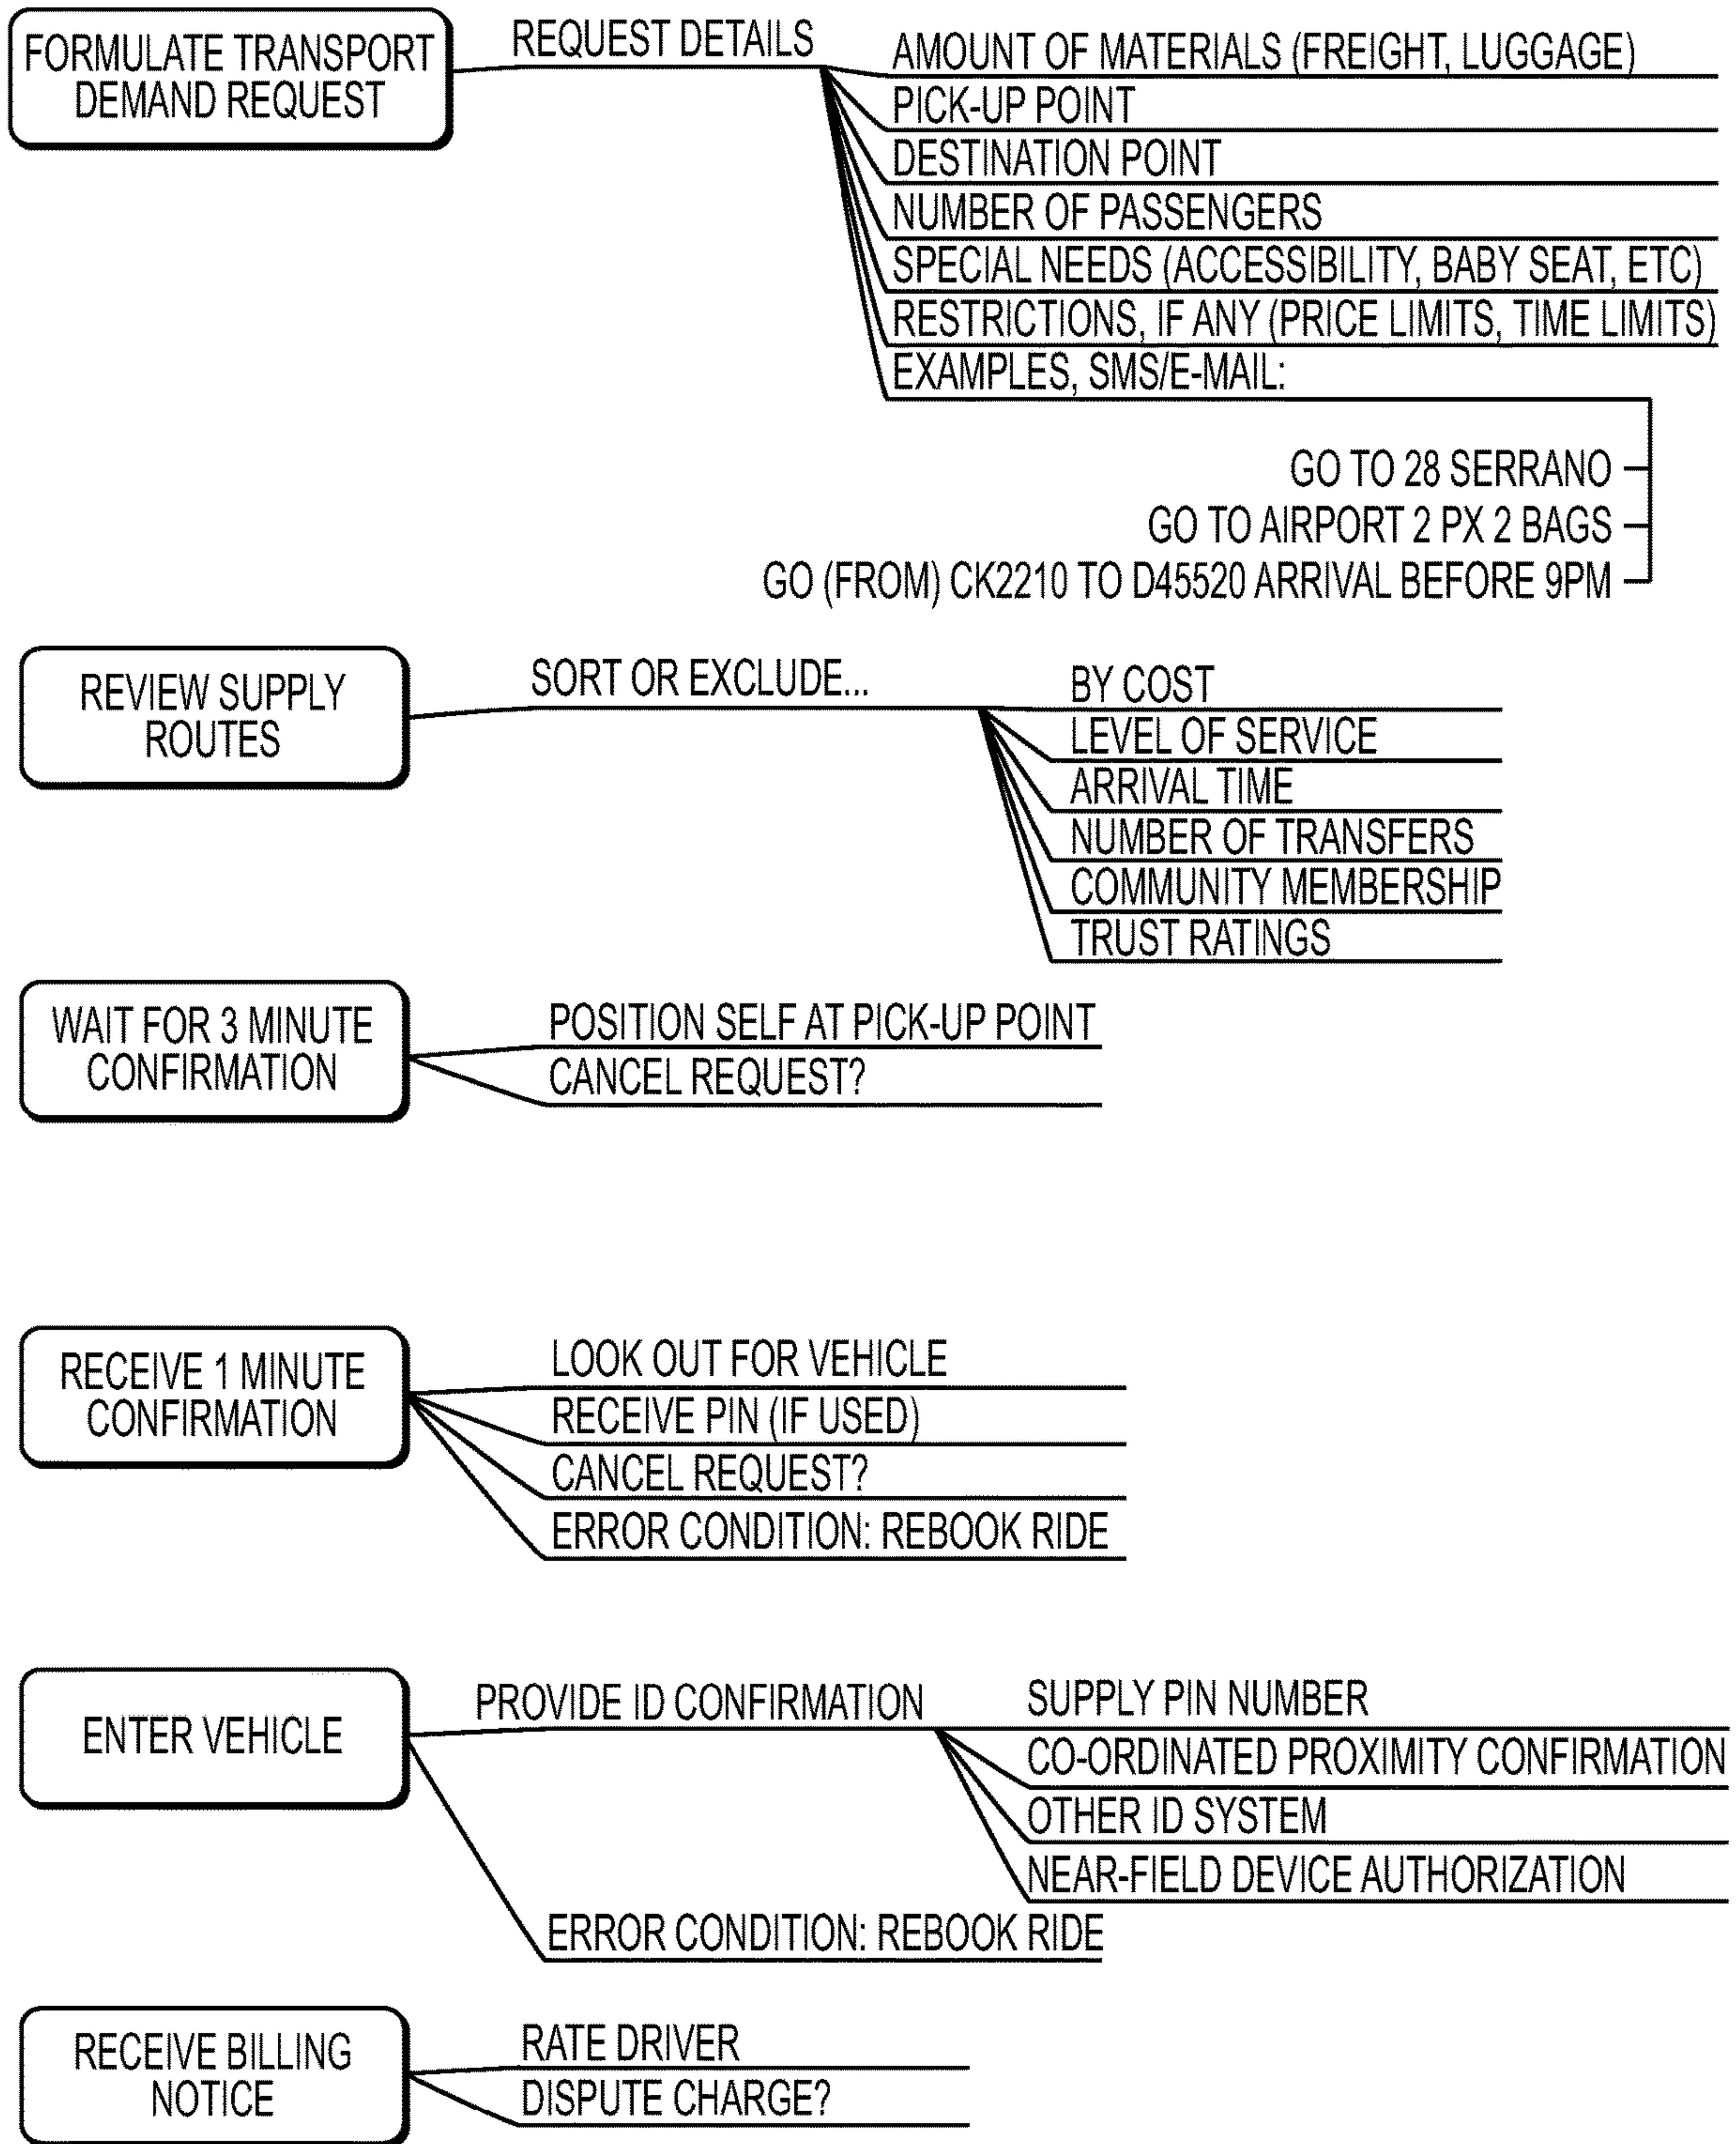 FORMULATE TRANSPORT
DEMAND REQUEST
REQUEST DETAILS
AMOUNT OF MATERIALS (FREIGHT, LUGGAGE)
PICK-UP POINT
DESTINATION POINT
NUMBER OF PASSENGERS
SPECIAL NEEDS (ACCESSIBILITY, BABY SEAT, ETC)
RESTRICTIONS, IF ANY (PRICE LIMITS, TIME LIMITS)
EXAMPLES, SMS/E-MAIL:
GO TO 28 SERRANO
GO TO AIRPORT 2 PX 2 BAGS
GO (FROM) CK2210 TO D45520 ARRIVAL BEFORE 9PM
REVIEW SUPPLY
ROUTES
SORT OR EXCLUDE...
BY COST
LEVEL OF SERVICE
ARRIVAL TIME
NUMBER OF TRANSFERS
COMMUNITY MEMBERSHIP
TRUST RATINGS
WAIT FOR 3 MINUTE
CONFIRMATION
POSITION SELF AT PICK-UP POINT
CANCEL REQUEST?
RECEIVE 1 MINUTE
CONFIRMATION
LOOK OUT FOR VEHICLE
RECEIVE PIN (IF USED)
CANCEL REQUEST?
ERROR CONDITION: REBOOK RIDE
ENTER VEHICLE
PROVIDE ID CONFIRMATION
SUPPLY PIN NUMBER
CO-ORDINATED PROXIMITY CONFIRMATION
OTHER ID SYSTEM
NEAR-FIELD DEVICE AUTHORIZATION
ERROR CONDITION: REBOOK RIDE
RECEIVE BILLING
NOTICE
RATE DRIVER
DISPUTE CHARGE?